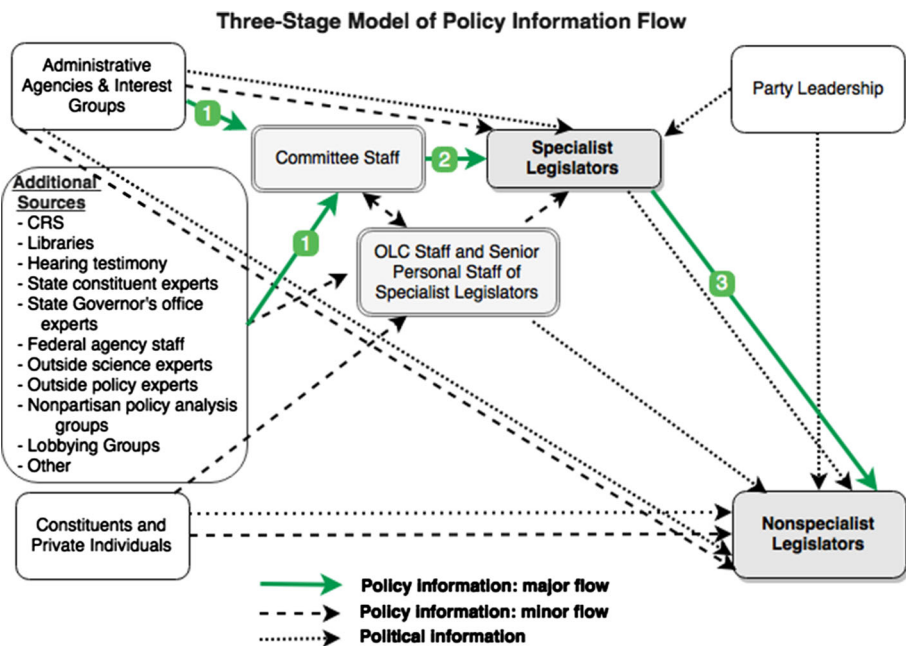 Three-Stage Model of Policy Information Flow
Administrative
Agencies & Interest
Groups
Party Leadership
1
Committee Staff
2
Specialist
Legislators
Additional
Sources
- CRS
- Libraries
- Hearing testimony
- State constituent experts
- State Governor's office
experts
- Federal agency staff
- Outside science experts
- Outside policy experts
- Nonpartisan policy analysis
groups
- Lobbying Groups
- Other
1
OLC Staff and Senior
Personal Staff of
Specialist Legislators
3
Constituents and
Private Individuals
Nonspecialist
Legislators
Policy information: major flow
Policy information: minor flow
Political information